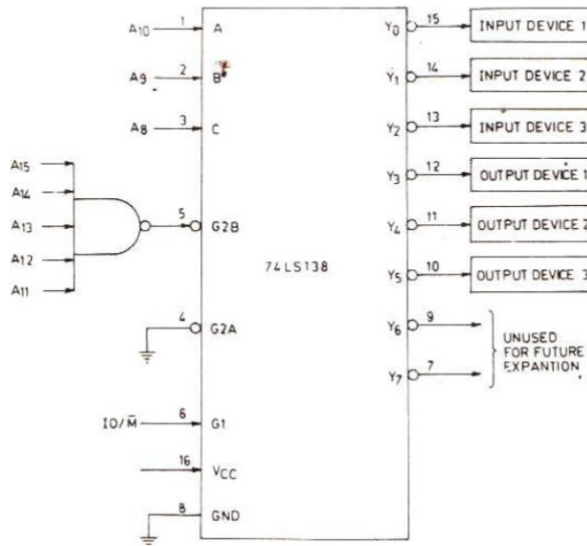 A10 1 A Y0 15 INPUT DEVICE 1
A9 2 B Y1 14 INPUT DEVICE 2
A8 3 C Y2 13 INPUT DEVICE 3
A15 Y3 12 OUTPUT DEVICE 1
A14
A13 5 G2B Y4 11 OUTPUT DEVICE 2
A12
A11
74LS138
Y5 10 OUTPUT DEVICE 3
4 G2A Y6 9
UNUSED
FOR FUTURE
EXPANTION
Y7 7
IO/M̅ 6 G1
16 VCC
8 GND